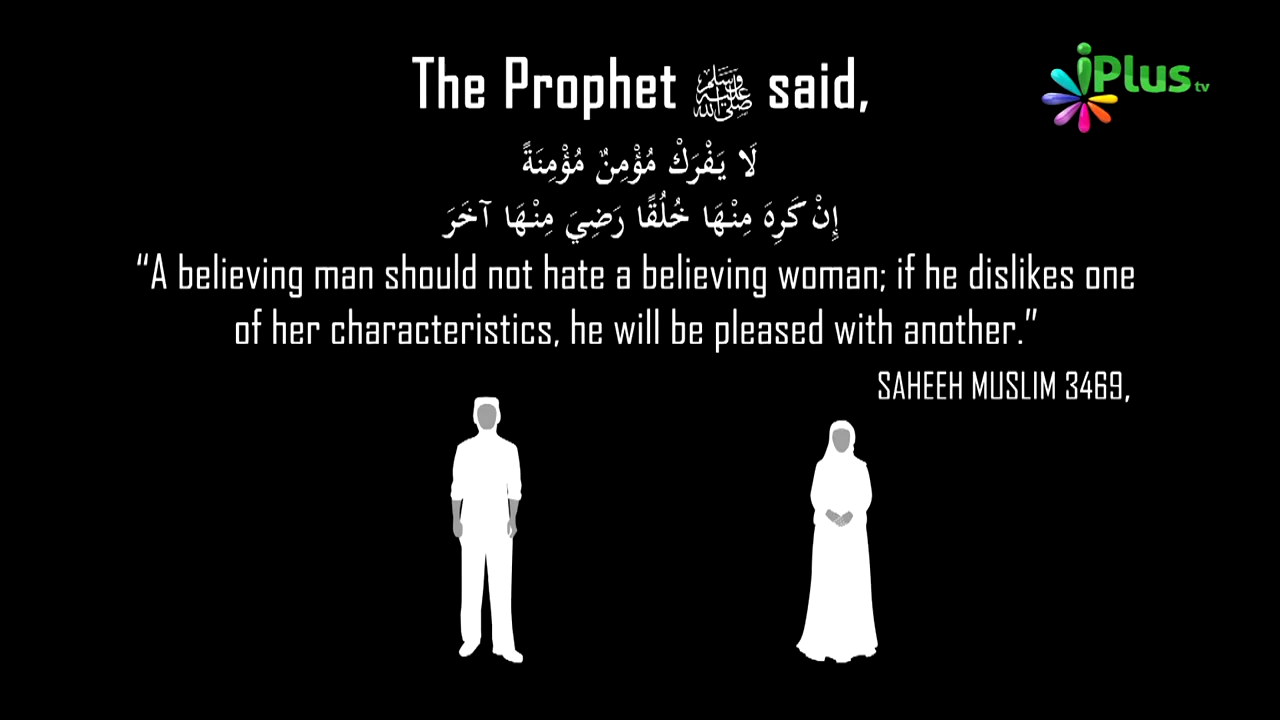 The Prophet ﷺ said,
iPlus tv
لَا يَفْرَكْ مُؤْمِنٌ مُؤْمِنَةً
إِنْ كَرِهَ مِنْهَا خُلُقًا رَضِيَ مِنْهَا آخَرَ
“A believing man should not hate a believing woman; if he dislikes one
of her characteristics, he will be pleased with another.”
SAHEEH MUSLIM 3469,